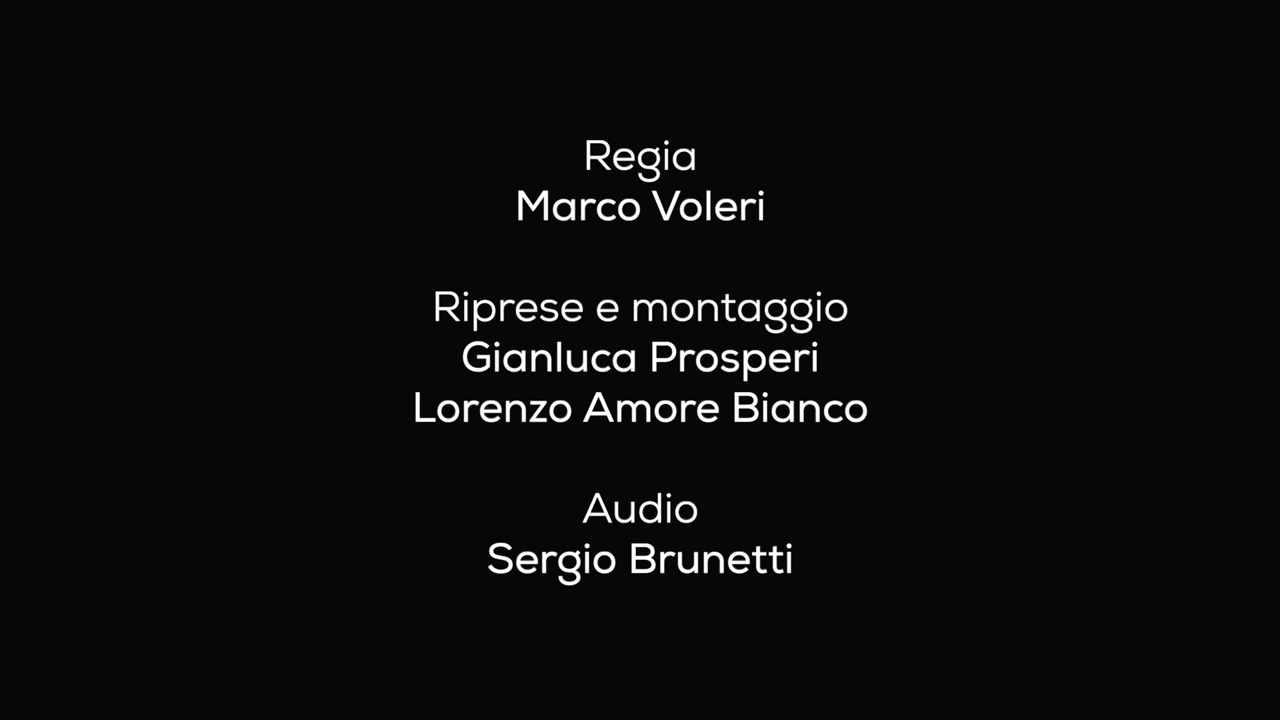 Regia
Marco Voleri
Riprese e montaggio
Gianluca Prosperi
Lorenzo Amore Bianco
Audio
Sergio Brunetti